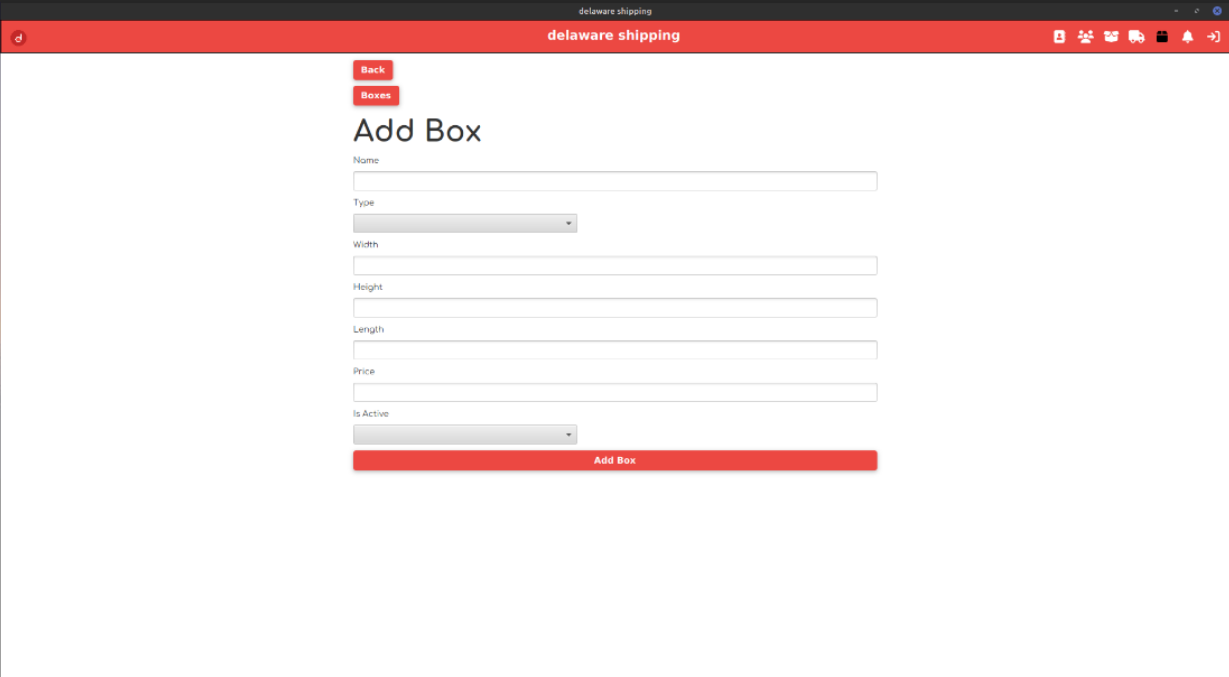 delaware shipping
d
delaware shipping
Back
Boxes
Add Box
Name
Type
Width
Height
Length
Price
Is Active
Add Box